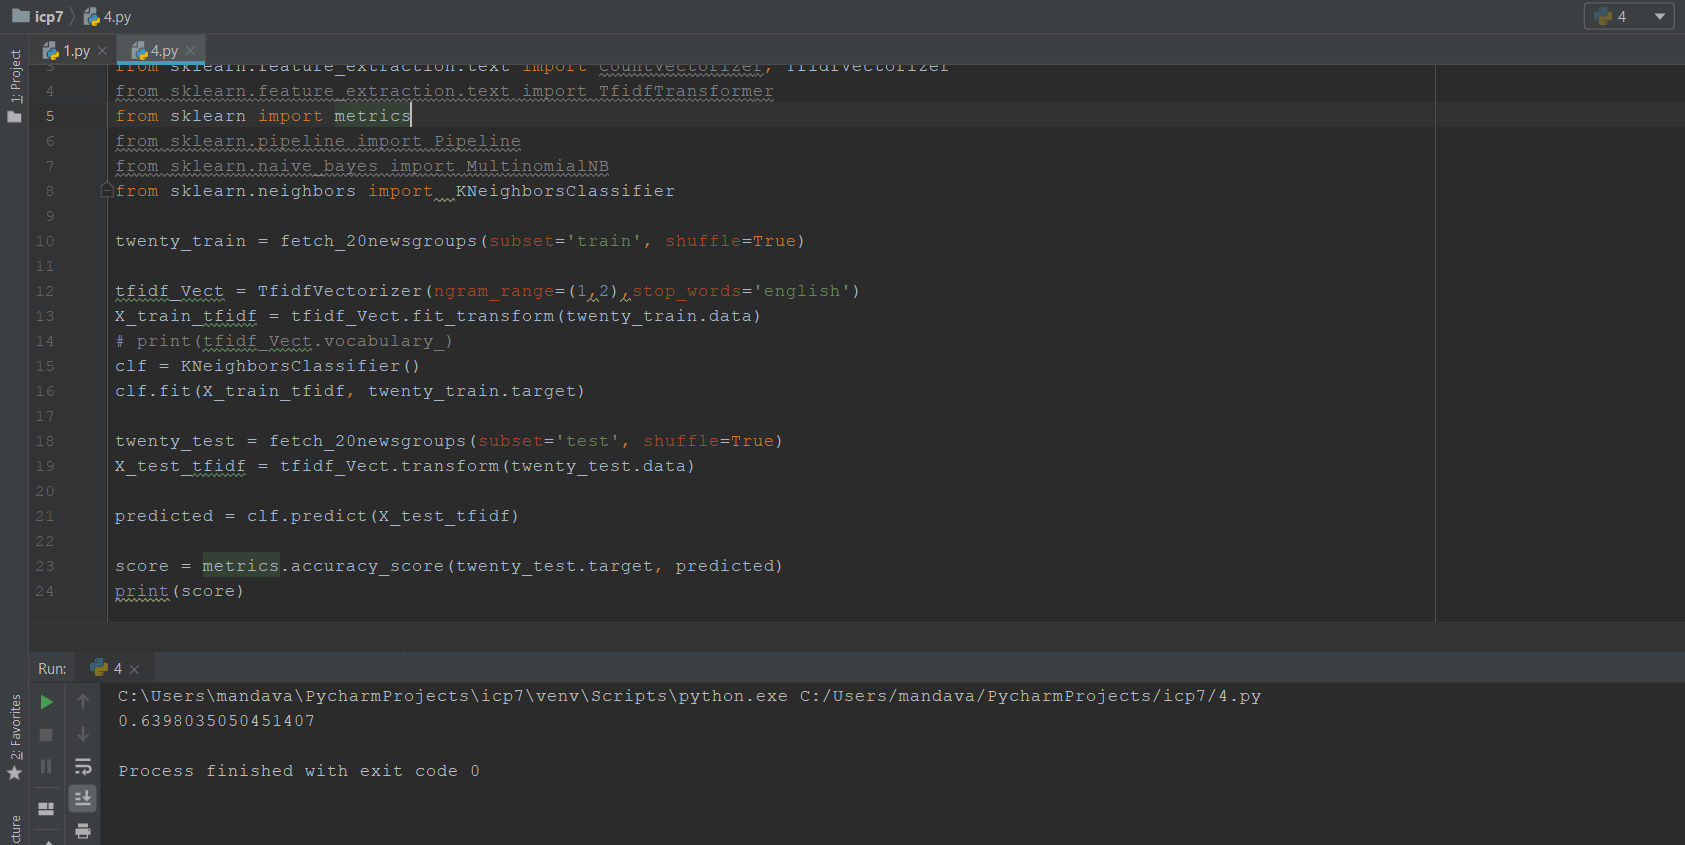 icp7 4.py
4
1: Project
1.py 4.py
3 from sklearn.feature_extraction.text import CountVectorizer, TfidfVectorizer
4 from sklearn.feature_extraction.text import TfidfTransformer
5 from sklearn import metrics
6 from sklearn.pipeline import Pipeline
7 from sklearn.naive_bayes import MultinomialNB
8 from sklearn.neighbors import  KNeighborsClassifier
9
10 twenty_train = fetch_20newsgroups(subset='train', shuffle=True)
11
12 tfidf_Vect = TfidfVectorizer(ngram_range=(1,2),stop_words='english')
13 X_train_tfidf = tfidf_Vect.fit_transform(twenty_train.data)
14 # print(tfidf_Vect.vocabulary_)
15 clf = KNeighborsClassifier()
16 clf.fit(X_train_tfidf, twenty_train.target)
17
18 twenty_test = fetch_20newsgroups(subset='test', shuffle=True)
19 X_test_tfidf = tfidf_Vect.transform(twenty_test.data)
20
21 predicted = clf.predict(X_test_tfidf)
22
23 score = metrics.accuracy_score(twenty_test.target, predicted)
24 print(score)
Run: 4
C:\Users\mandava\PycharmProjects\icp7\venv\Scripts\python.exe C:/Users/mandava/PycharmProjects/icp7/4.py
0.6398035050451407
Process finished with exit code 0
2: Favorites
cture